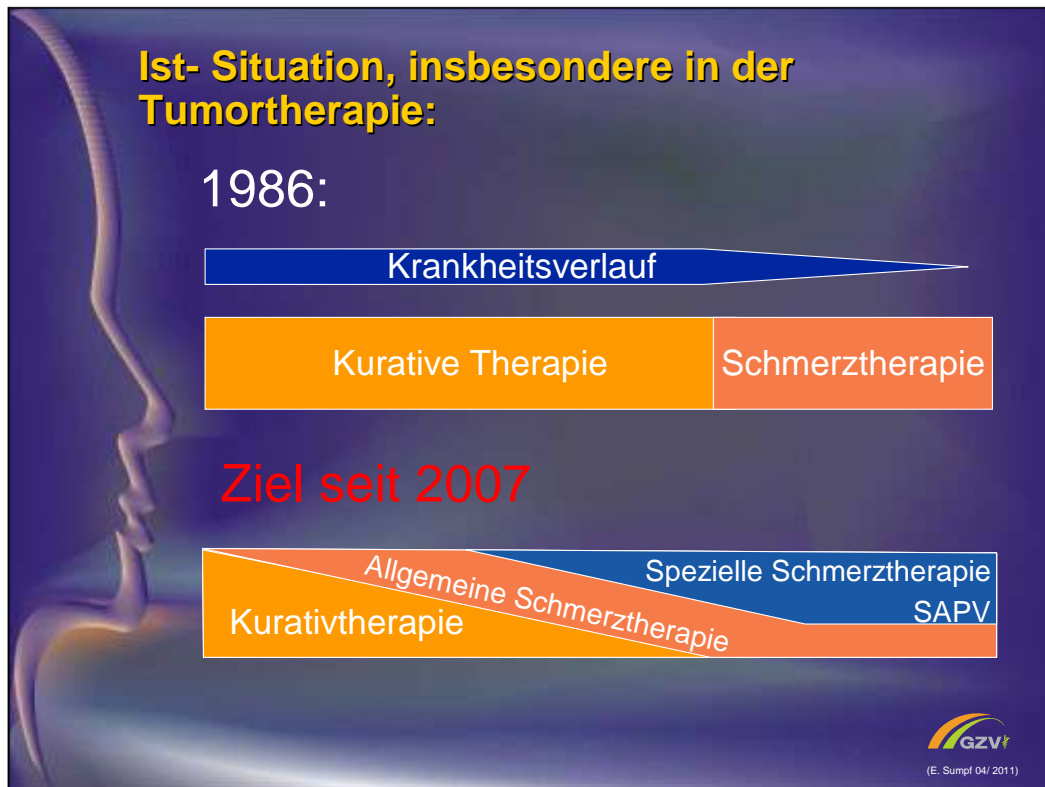 Ist- Situation, insbesondere in der
Tumortherapie:
1986:
Krankheitsverlauf
Kurative Therapie
Schmerztherapie
Ziel seit 2007
Allgemeine Schmerztherapie
Spezielle Schmerztherapie
SAPV
Kurativtherapie
GZV
(E. Sumpf 04/ 2011)